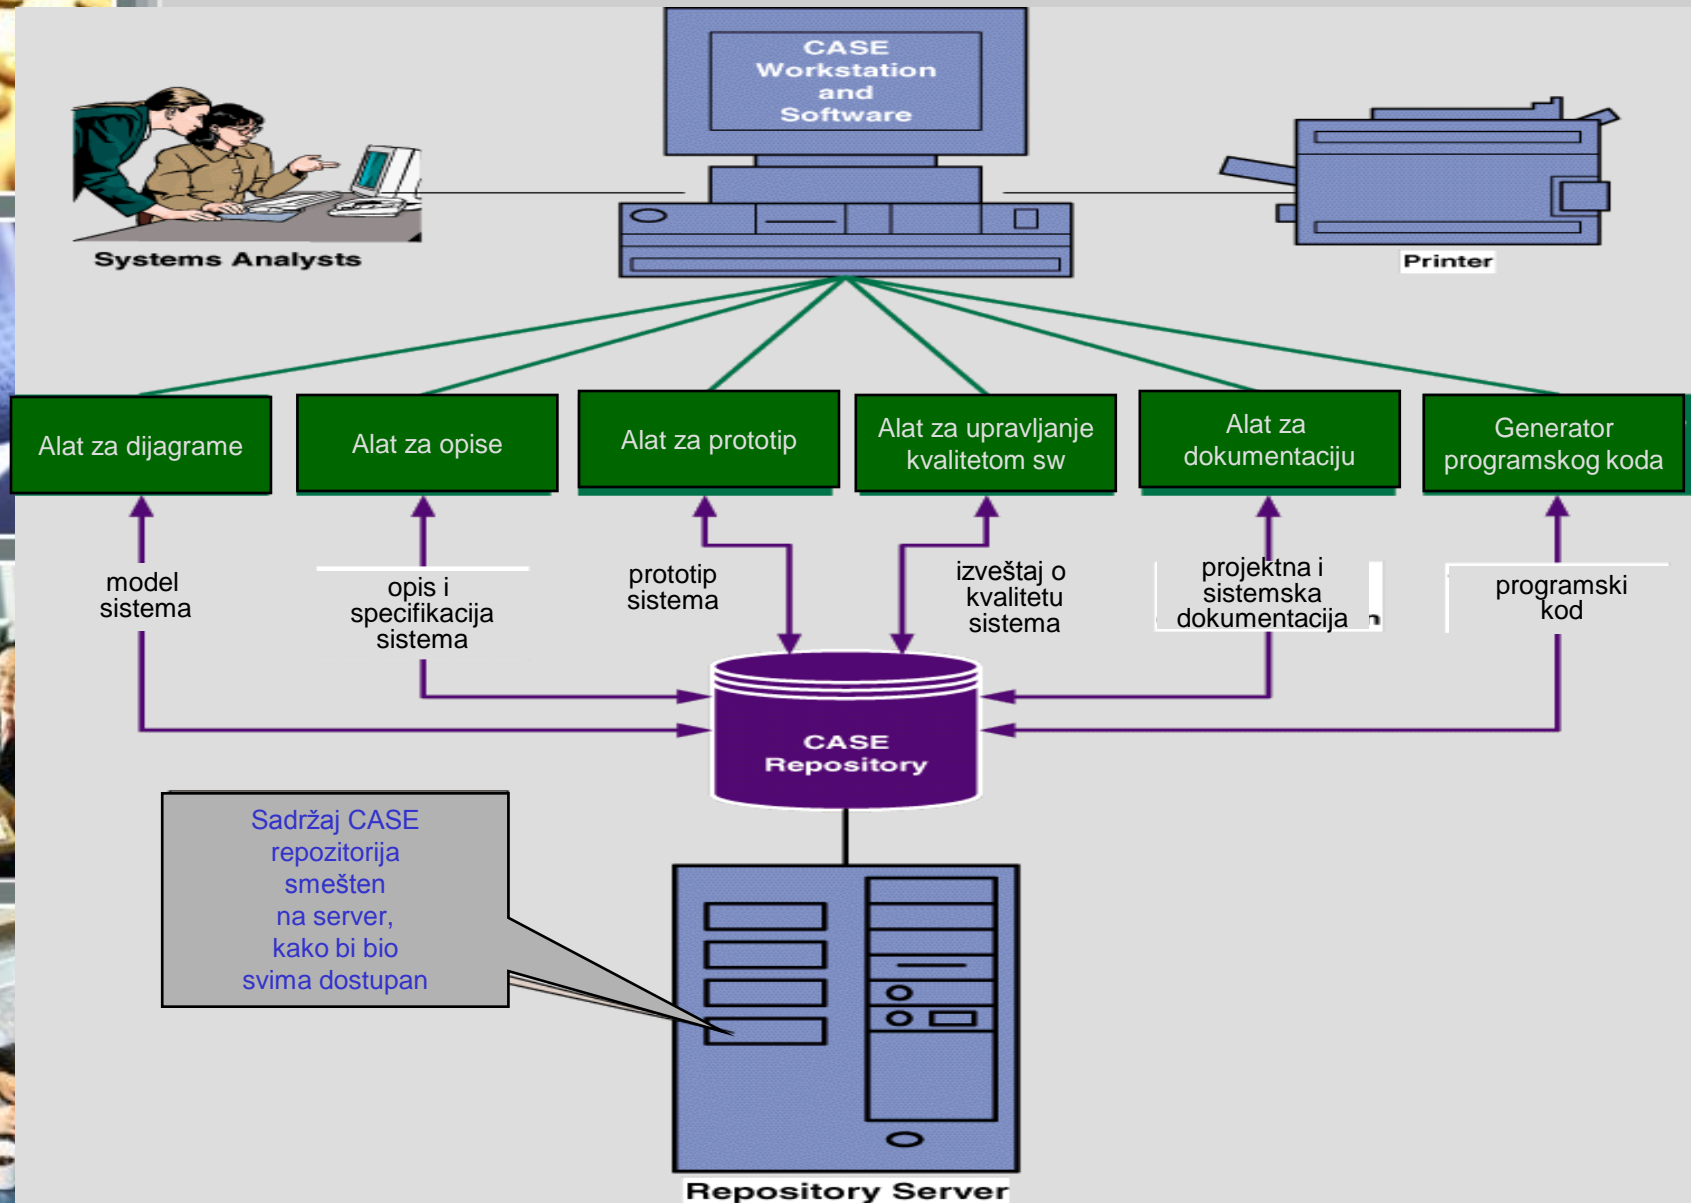 CASE
Workstation
and
Software
Systems Analysts
Printer
Alat za dijagrame
Alat za opise
Alat za prototip
Alat za upravljanje
kvalitetom sw
Alat za
dokumentaciju
Generator
programskog koda
model
sistema
opis i
specifikacija
sistema
prototip
sistema
izveštaj o
kvalitetu
sistema
projektna i
sistemska
dokumentacija
programski
kod
CASE
Repository
Sadržaj CASE
repozitorija
smešten
na server,
kako bi bio
svima dostupan
Repository Server